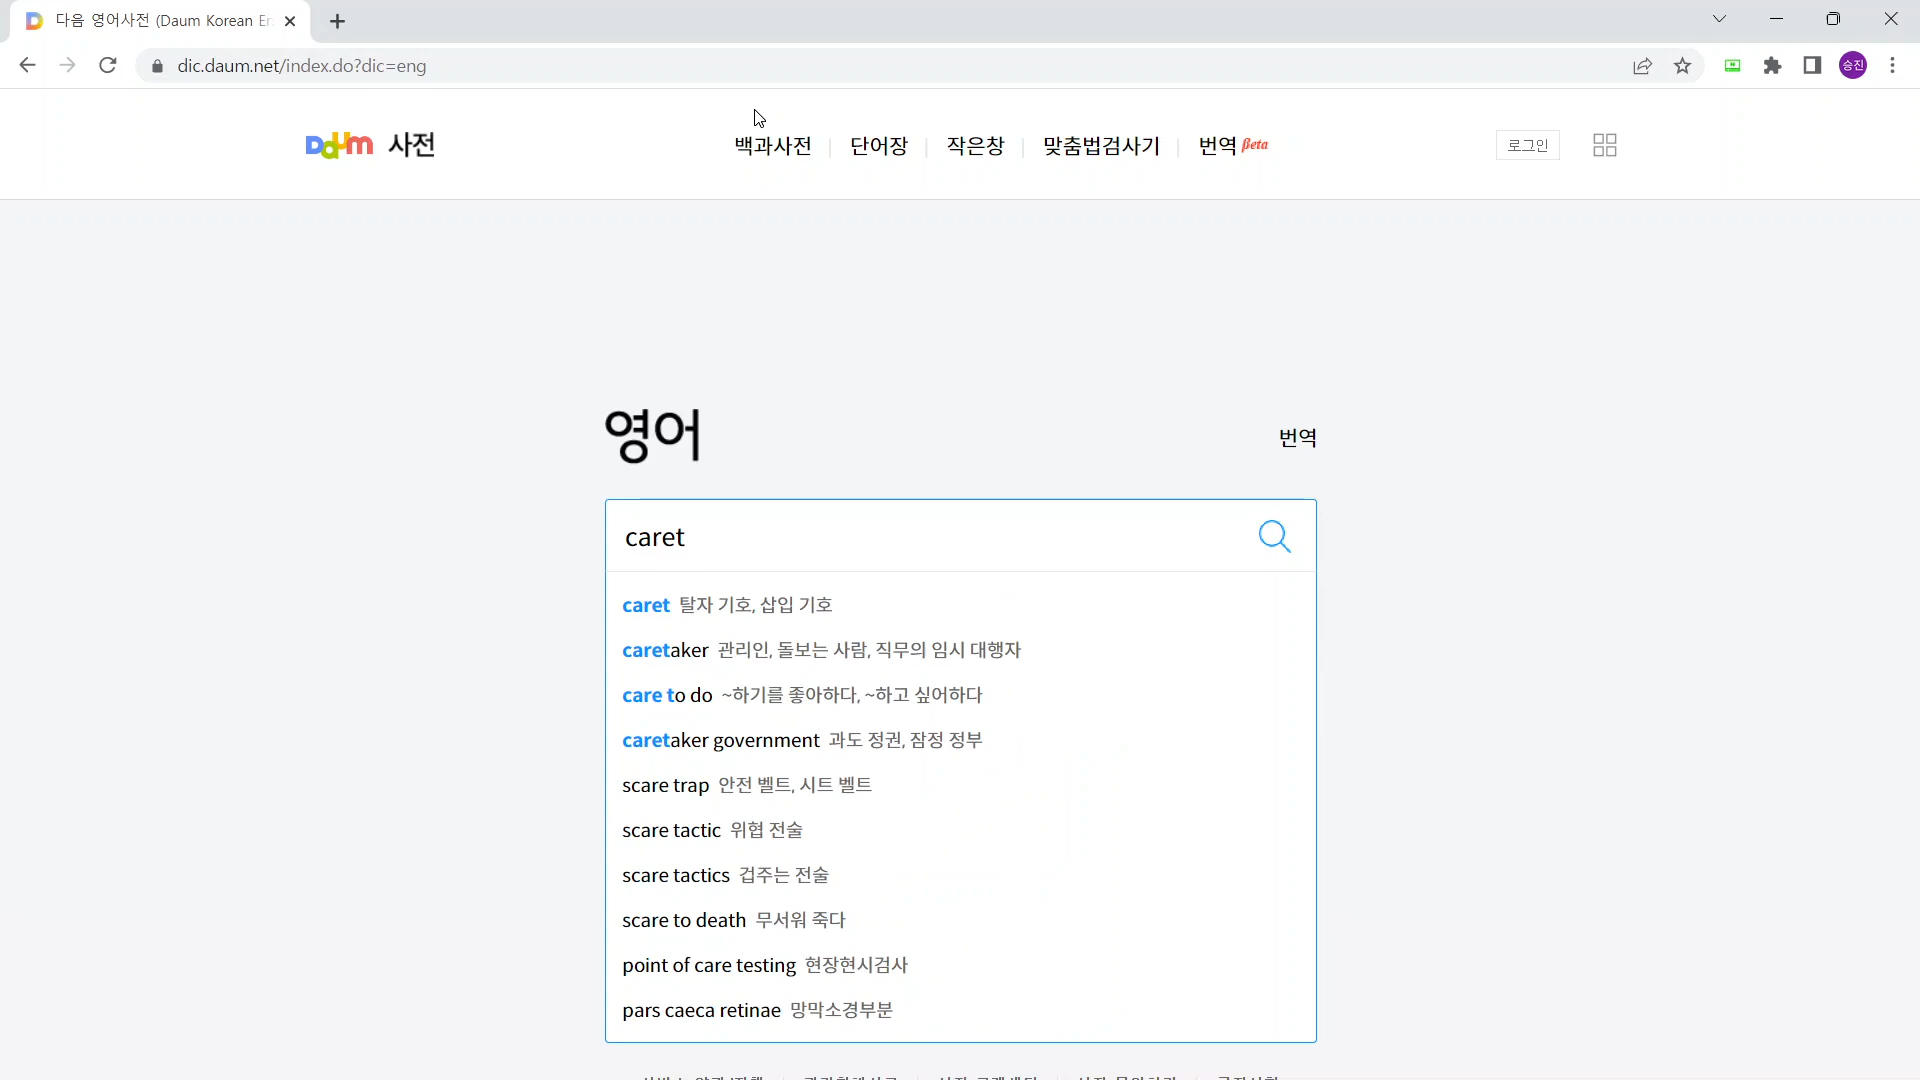 다음 영어사전 (Daum Korean En
dic.daum.net/index.do?dic=eng
승진
Daum 사전
백과사전
단어장
작은창
맞춤법검사기
번역 βeta
로그인
영어
번역
caret
caret 탈자 기호, 삽입 기호
caretaker 관리인, 돌보는 사람, 직무의 임시 대행자
care to do ~하기를 좋아하다, ~하고 싶어하다
caretaker government 과도 정권, 잠정 정부
scare trap 안전 벨트, 시트 벨트
scare tactic 위협 전술
scare tactics 겁주는 전술
scare to death 무서워 죽다
point of care testing 현장현시검사
pars caeca retinae 망막소경부분